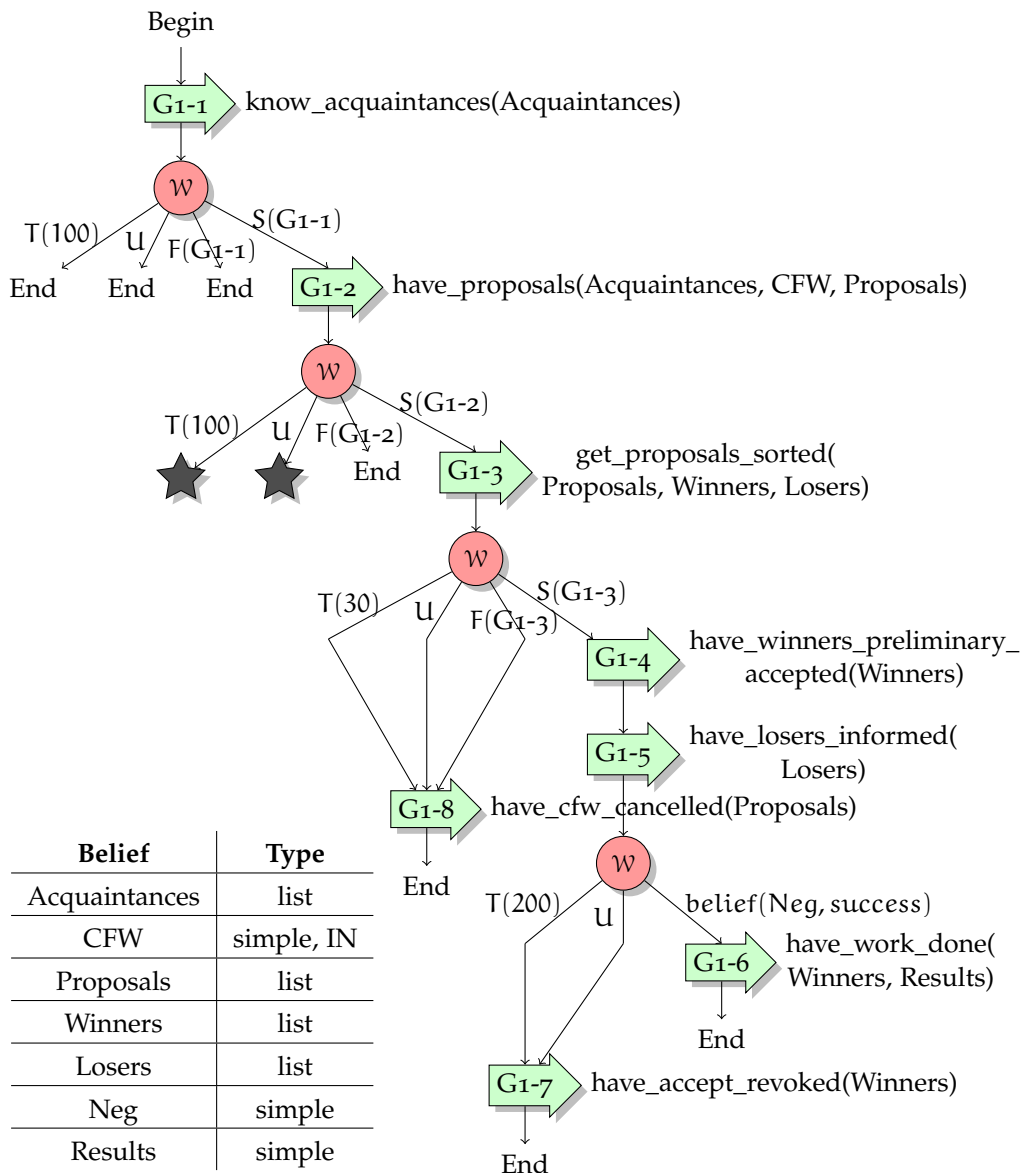 Begin
G1-1 know_acquaintances(Acquaintances)
W
T(100) U F(G1-1) S(G1-1)
End End End
G1-2 have_proposals(Acquaintances, CFW, Proposals)
W
T(100) U F(G1-2) S(G1-2)
End
G1-3 get_proposals_sorted(
Proposals, Winners, Losers)
W
T(30) U F(G1-3) S(G1-3)
G1-4 have_winners_preliminary_
accepted(Winners)
G1-5 have_losers_informed(
Losers)
G1-8 have_cfw_cancelled(Proposals)
End
W
T(200) U belief(Neg, success)
G1-6 have_work_done(
Winners, Results)
End
G1-7 have_accept_revoked(Winners)
End
Belief Type
Acquaintances list
CFW simple, IN
Proposals list
Winners list
Losers list
Neg simple
Results simple